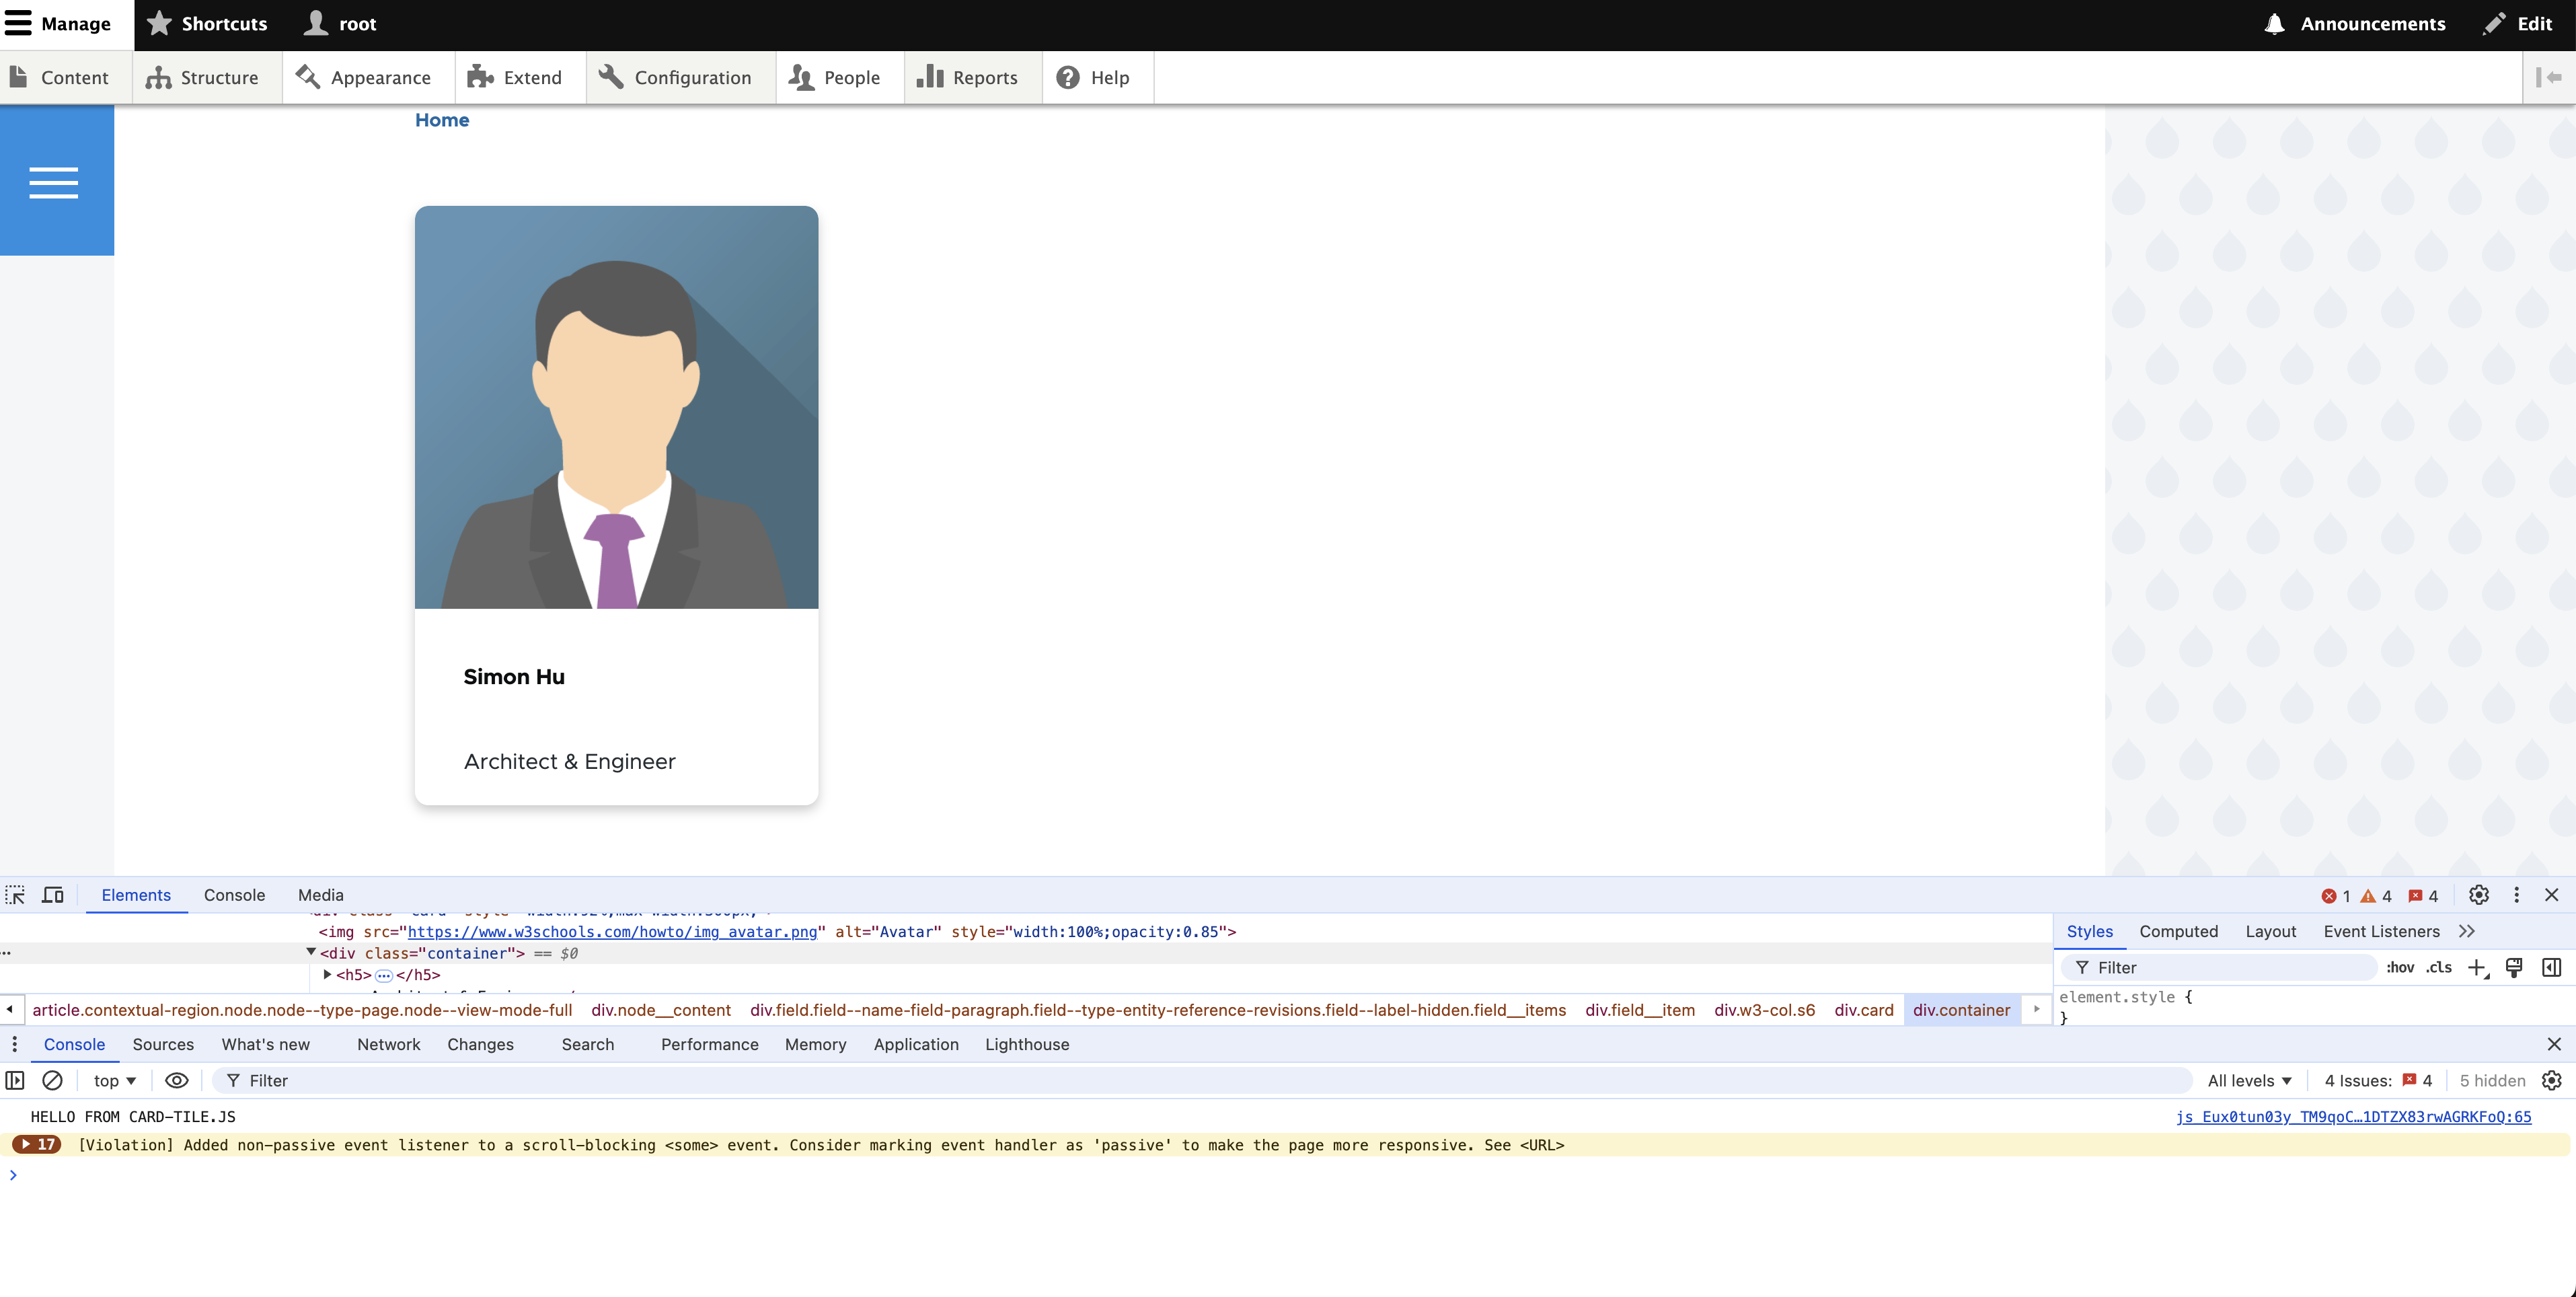 Manage Shortcuts root Announcements Edit
Content Structure Appearance Extend Configuration People Reports Help
Home
Simon Hu
Architect & Engineer
Elements Console Media 1 4 4
<img src="https://www.w3schools.com/howto/img_avatar.png" alt="Avatar" style="width:100%;opacity:0.85">
Styles Computed Layout Event Listeners
… <div class="container"> == $0
Filter :hov .cls
<h5>…</h5>
element.style {
}
article.contextual-region.node.node--type-page.node--view-mode-full div.node__content div.field.field--name-field-paragraph.field--type-entity-reference-revisions.field--label-hidden.field__items div.field__item div.w3-col.s6 div.card div.container
Console Sources What's new Network Changes Search Performance Memory Application Lighthouse
top Filter All levels 4 Issues: 4 5 hidden
HELLO FROM CARD-TILE.JS js_Eux0tun03y_TM9qoC…1DTZX83rwAGRKFoQ:65
17 [Violation] Added non-passive event listener to a scroll-blocking <some> event. Consider marking event handler as 'passive' to make the page more responsive. See <URL>